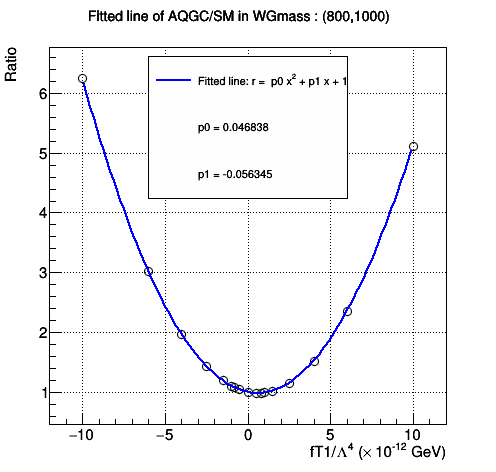 Fitted line of AQGC/SM in WGmass : (800,1000)
Ratio
Fitted line: r = p0 x² + p1 x + 1
p0 = 0.046838
p1 = -0.056345
6
5
4
3
2
1
−10 −5 0 5 10
fT1/Λ⁴ (× 10⁻¹² GeV)